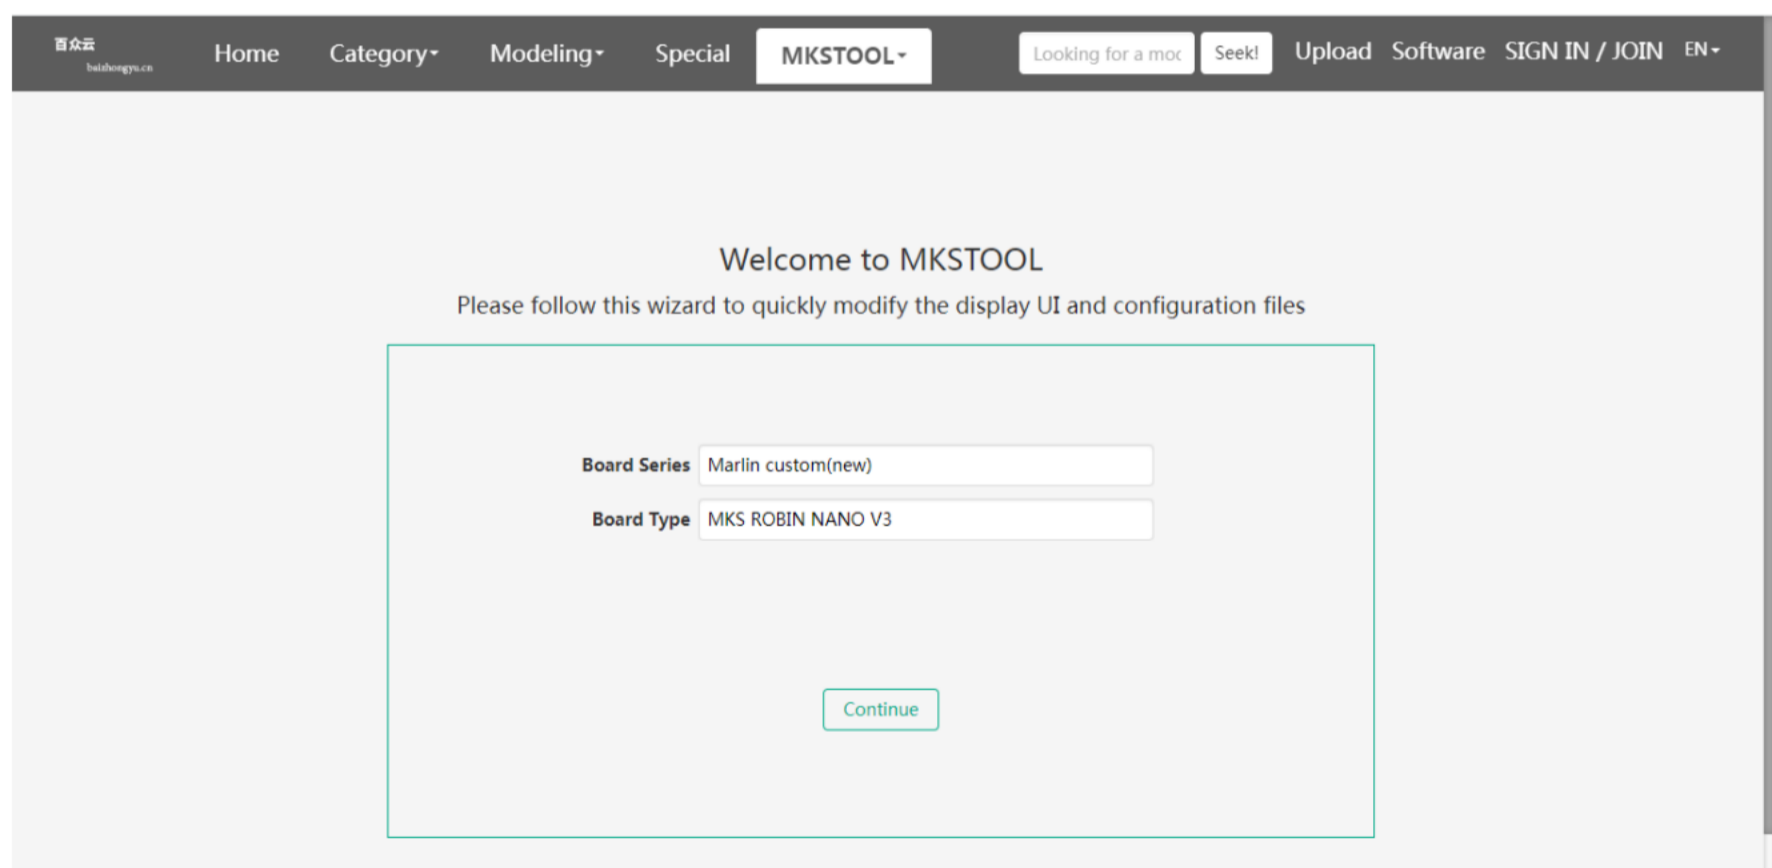 百众云
baizhongyu.cn
Home Category Modeling Special MKSTOOL Looking for a moc Seek! Upload Software SIGN IN / JOIN EN
Welcome to MKSTOOL
Please follow this wizard to quickly modify the display UI and configuration files
Board Series Marlin custom(new)
Board Type MKS ROBIN NANO V3
Continue